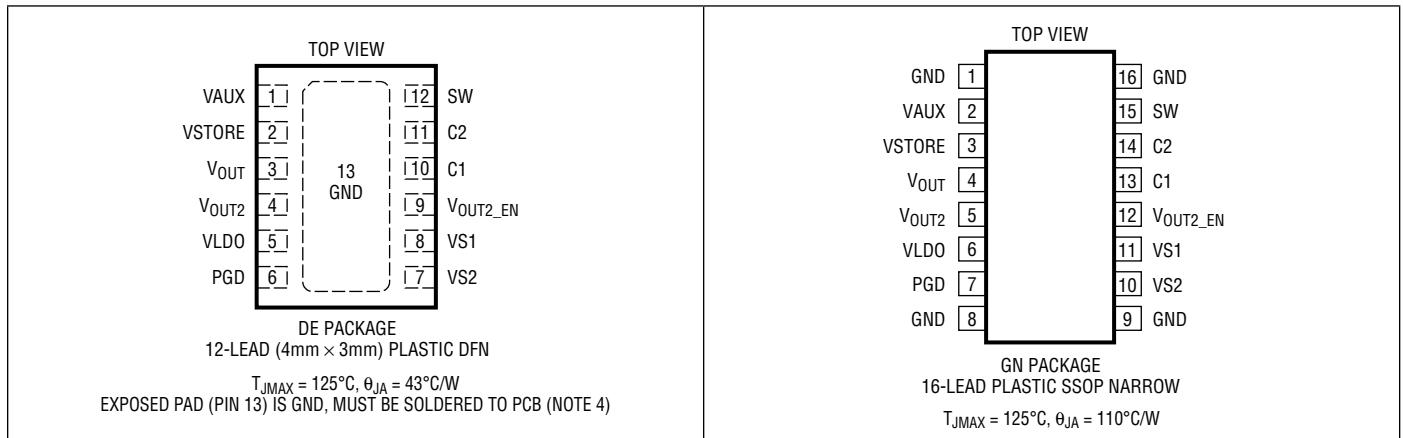 TOP VIEW
VAUX 1 12 SW
VSTORE 2 11 C2
VOUT 3 10 C1
13
GND
VOUT2 4 9 VOUT2_EN
VLDO 5 8 VS1
PGD 6 7 VS2
DE PACKAGE
12-LEAD (4mm × 3mm) PLASTIC DFN
TJMAX = 125°C, θJA = 43°C/W
EXPOSED PAD (PIN 13) IS GND, MUST BE SOLDERED TO PCB (NOTE 4)
TOP VIEW
GND 1 16 GND
VAUX 2 15 SW
VSTORE 3 14 C2
VOUT 4 13 C1
VOUT2 5 12 VOUT2_EN
VLDO 6 11 VS1
PGD 7 10 VS2
GND 8 9 GND
GN PACKAGE
16-LEAD PLASTIC SSOP NARROW
TJMAX = 125°C, θJA = 110°C/W